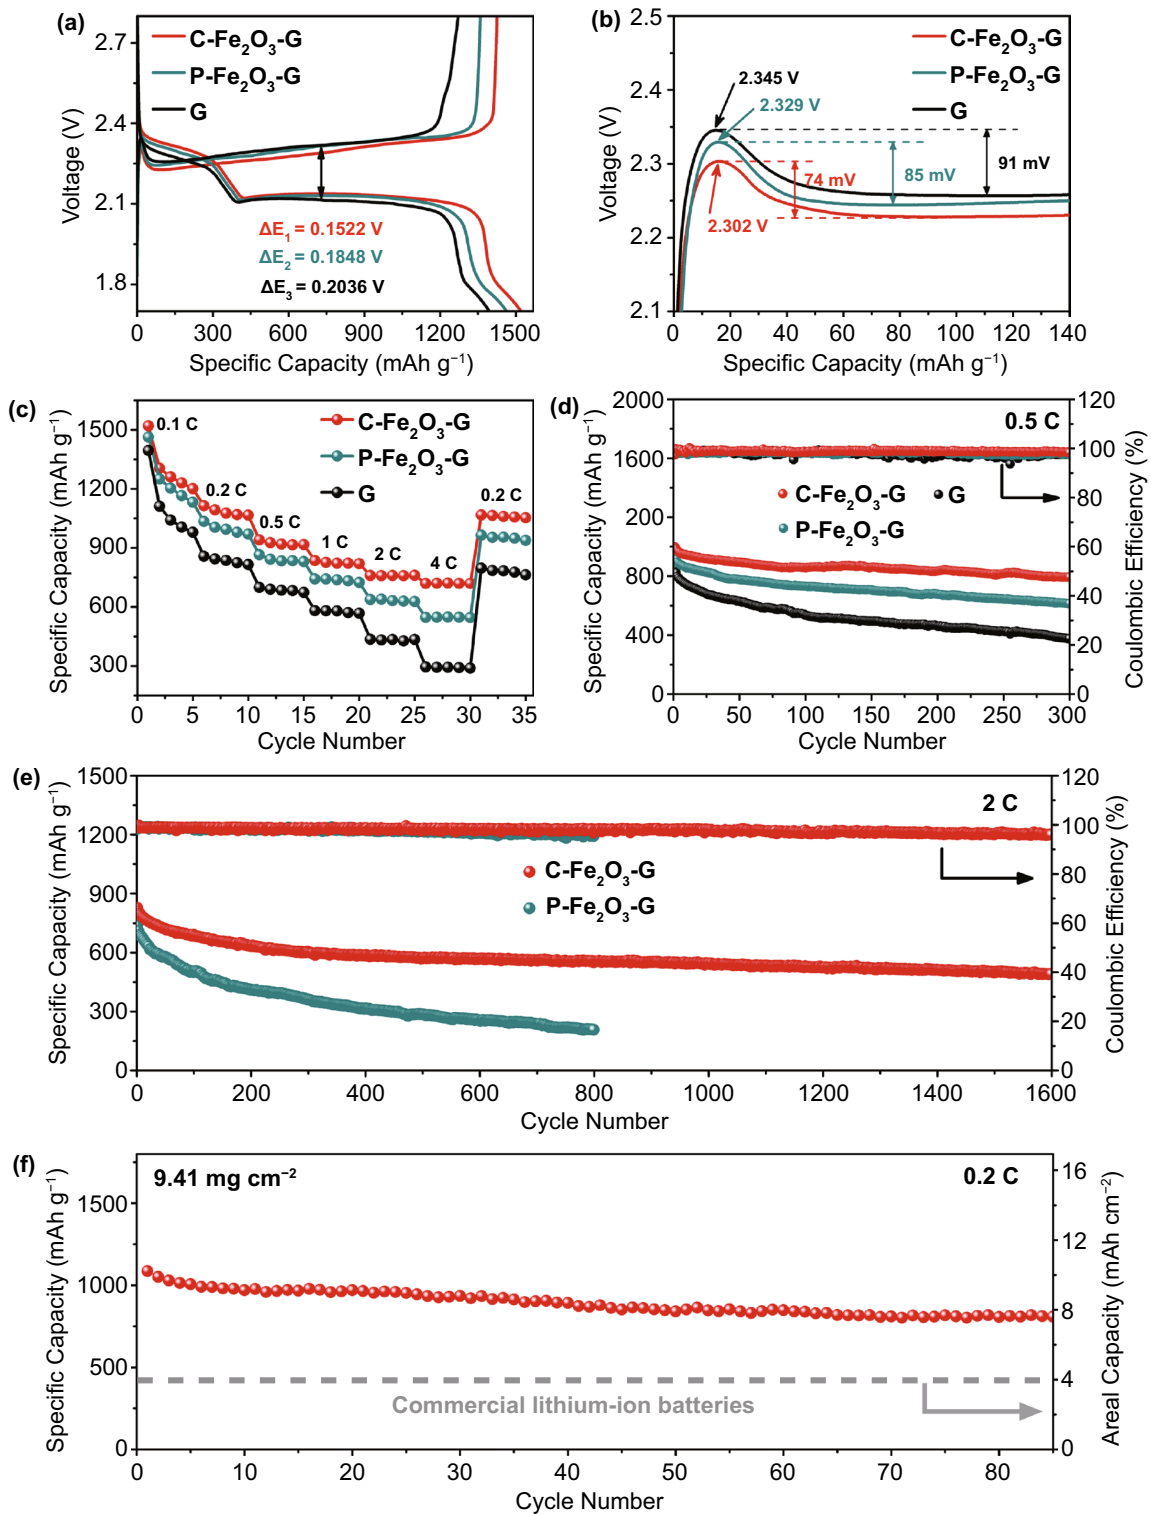 (a)
C-Fe₂O₃-G
P-Fe₂O₃-G
G
2.7
2.4
2.1
1.8
Voltage (V)
ΔE₁ = 0.1522 V
ΔE₂ = 0.1848 V
ΔE₃ = 0.2036 V
0 300 600 900 1200 1500
Specific Capacity (mAh g⁻¹)
(b)
C-Fe₂O₃-G
P-Fe₂O₃-G
G
2.5
2.4
2.3
2.2
2.1
Voltage (V)
2.345 V
2.329 V
2.302 V
74 mV
85 mV
91 mV
0 20 40 60 80 100 120 140
Specific Capacity (mAh g⁻¹)
(c)
C-Fe₂O₃-G
P-Fe₂O₃-G
G
1500
1200
900
600
300
Specific Capacity (mAh g⁻¹)
0.1 C
0.2 C
0.5 C
1 C
2 C
4 C
0.2 C
0 5 10 15 20 25 30 35
Cycle Number
(d)
0.5 C
2000
1600
200
800
400
0
Specific Capacity (mAh g⁻¹)
C-Fe₂O₃-G G
P-Fe₂O₃-G
120
100
80
60
40
20
0
Coulombic Efficiency (%)
0 50 100 150 200 250 300
Cycle Number
(e)
2 C
1500
1200
900
600
300
0
Specific Capacity (mAh g⁻¹)
C-Fe₂O₃-G
P-Fe₂O₃-G
120
100
80
60
40
20
0
Coulombic Efficiency (%)
0 200 400 600 800 1000 1200 1400 1600
Cycle Number
(f)
9.41 mg cm⁻²
0.2 C
1500
1000
500
0
Specific Capacity (mAh g⁻¹)
Commercial lithium-ion batteries
16
12
8
4
0
Areal Capacity (mAh cm⁻²)
0 10 20 30 40 50 60 70 80
Cycle Number